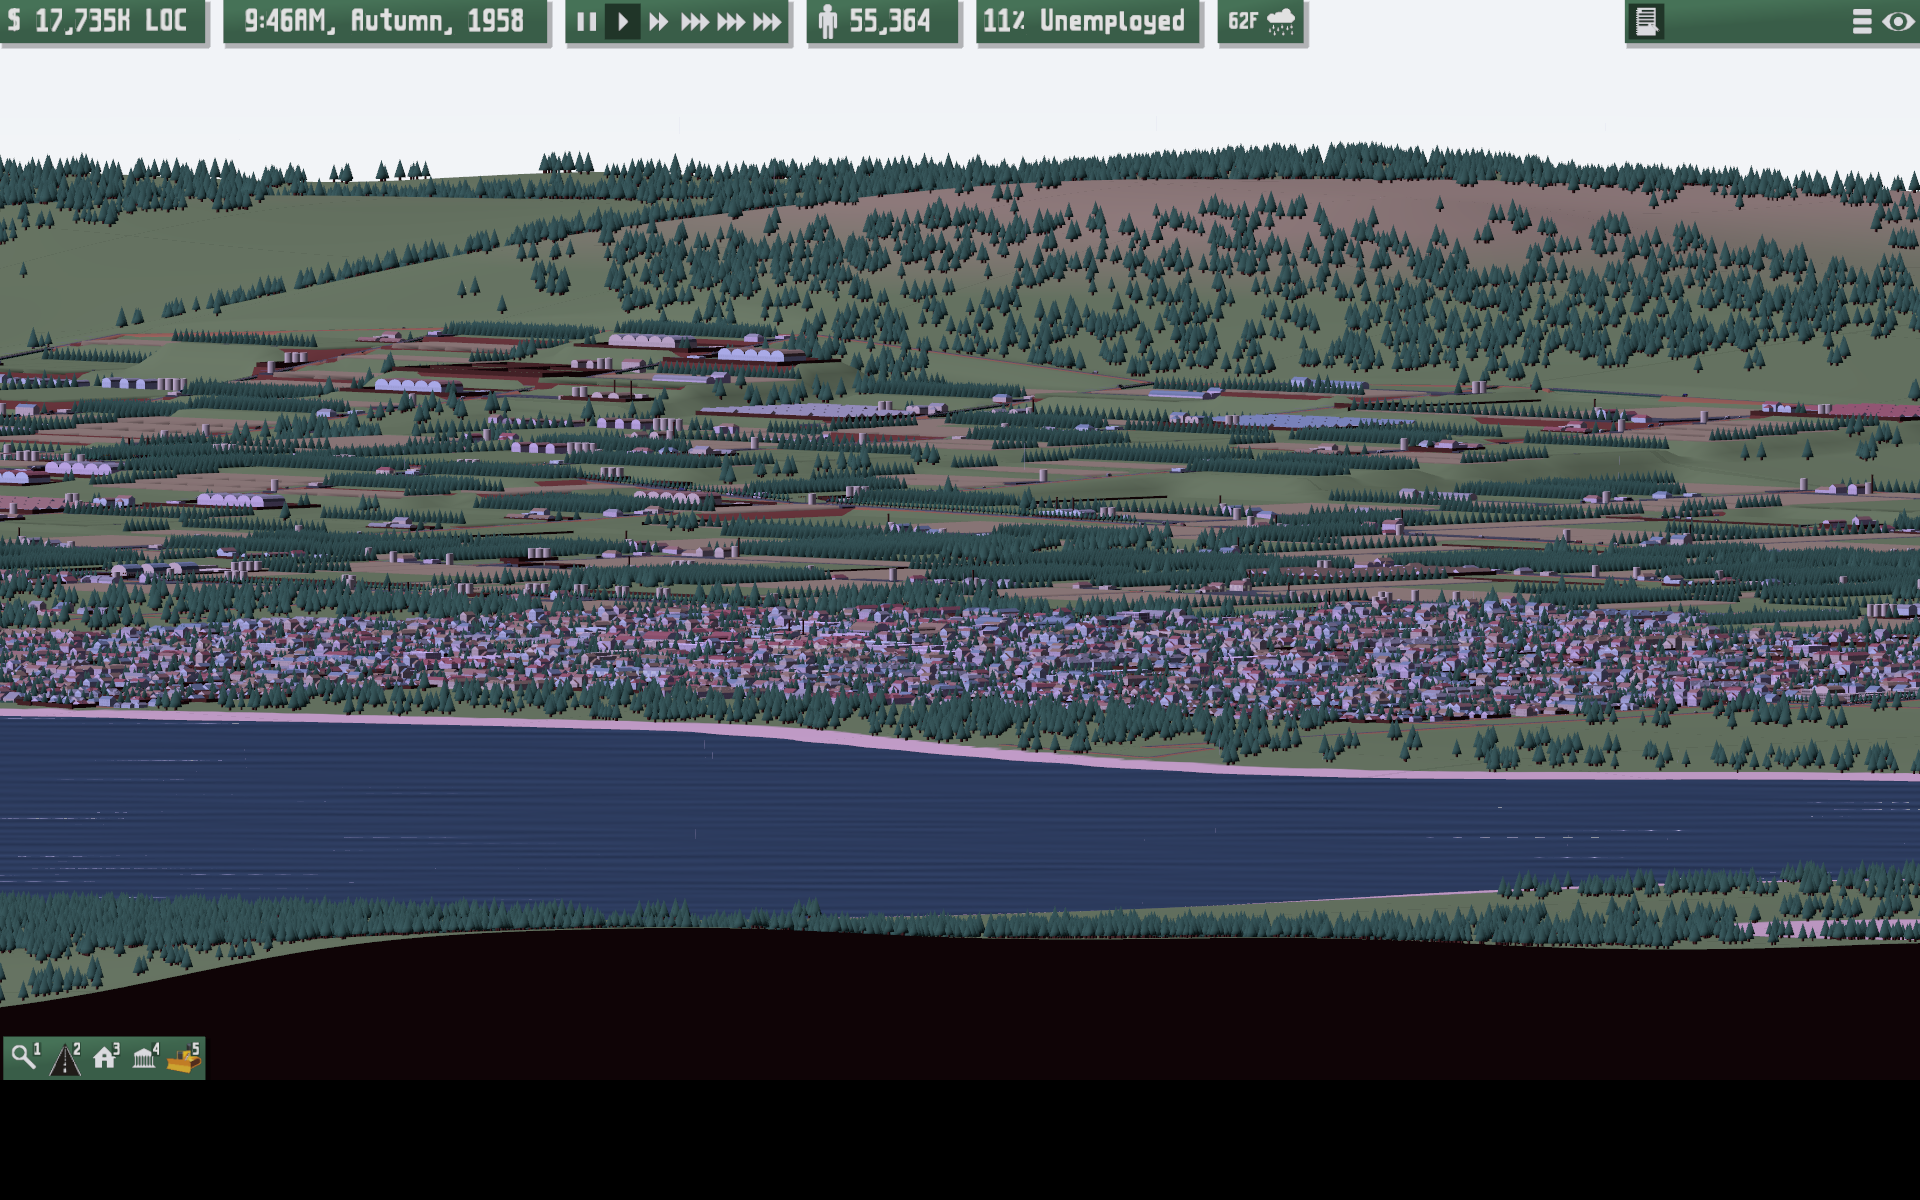 $ 17,735K LOC
9:46AM, Autumn, 1958
55,364
11% Unemployed
62F
1 2 3 4 5